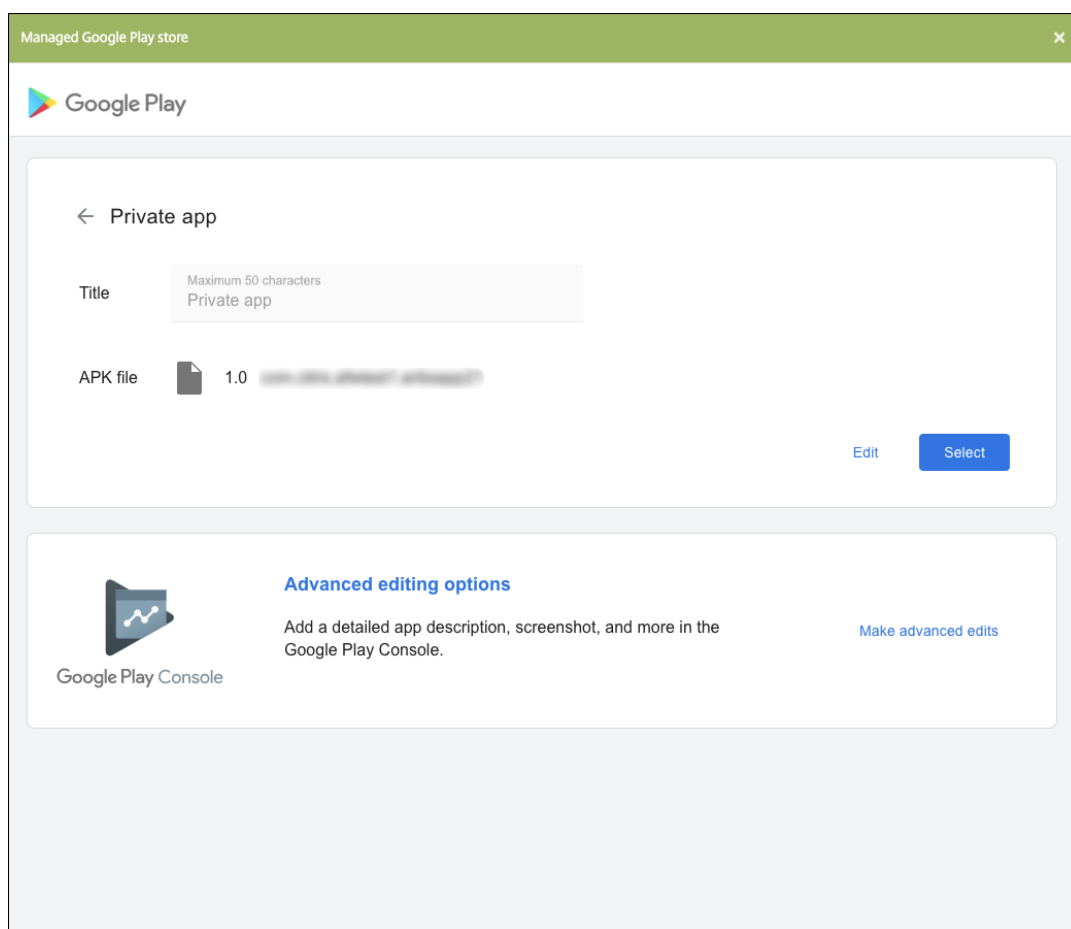 Managed Google Play store
Google Play
Private app
Title
Maximum 50 characters
Private app
APK file 1.0
Edit Select
Advanced editing options
Add a detailed app description, screenshot, and more in the
Google Play Console.
Make advanced edits
Google Play Console